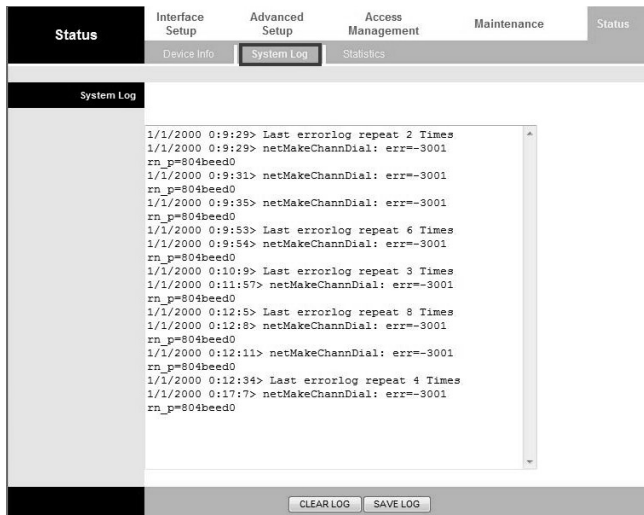 Status
Interface Setup
Advanced Setup
Access Management
Maintenance
Status
Device Info
System Log
Statistics
System Log
1/1/2000 0:9:29> Last errorlog repeat 2 Times
1/1/2000 0:9:29> netMakeChannDial: err=-3001
rn_p=804beed0
1/1/2000 0:9:31> netMakeChannDial: err=-3001
rn_p=804beed0
1/1/2000 0:9:35> netMakeChannDial: err=-3001
rn_p=804beed0
1/1/2000 0:9:53> Last errorlog repeat 6 Times
1/1/2000 0:9:54> netMakeChannDial: err=-3001
rn_p=804beed0
1/1/2000 0:10:9> Last errorlog repeat 3 Times
1/1/2000 0:11:57> netMakeChannDial: err=-3001
rn_p=804beed0
1/1/2000 0:12:5> Last errorlog repeat 8 Times
1/1/2000 0:12:8> netMakeChannDial: err=-3001
rn_p=804beed0
1/1/2000 0:12:11> netMakeChannDial: err=-3001
rn_p=804beed0
1/1/2000 0:12:34> Last errorlog repeat 4 Times
1/1/2000 0:17:7> netMakeChannDial: err=-3001
rn_p=804beed0
CLEAR LOG
SAVE LOG